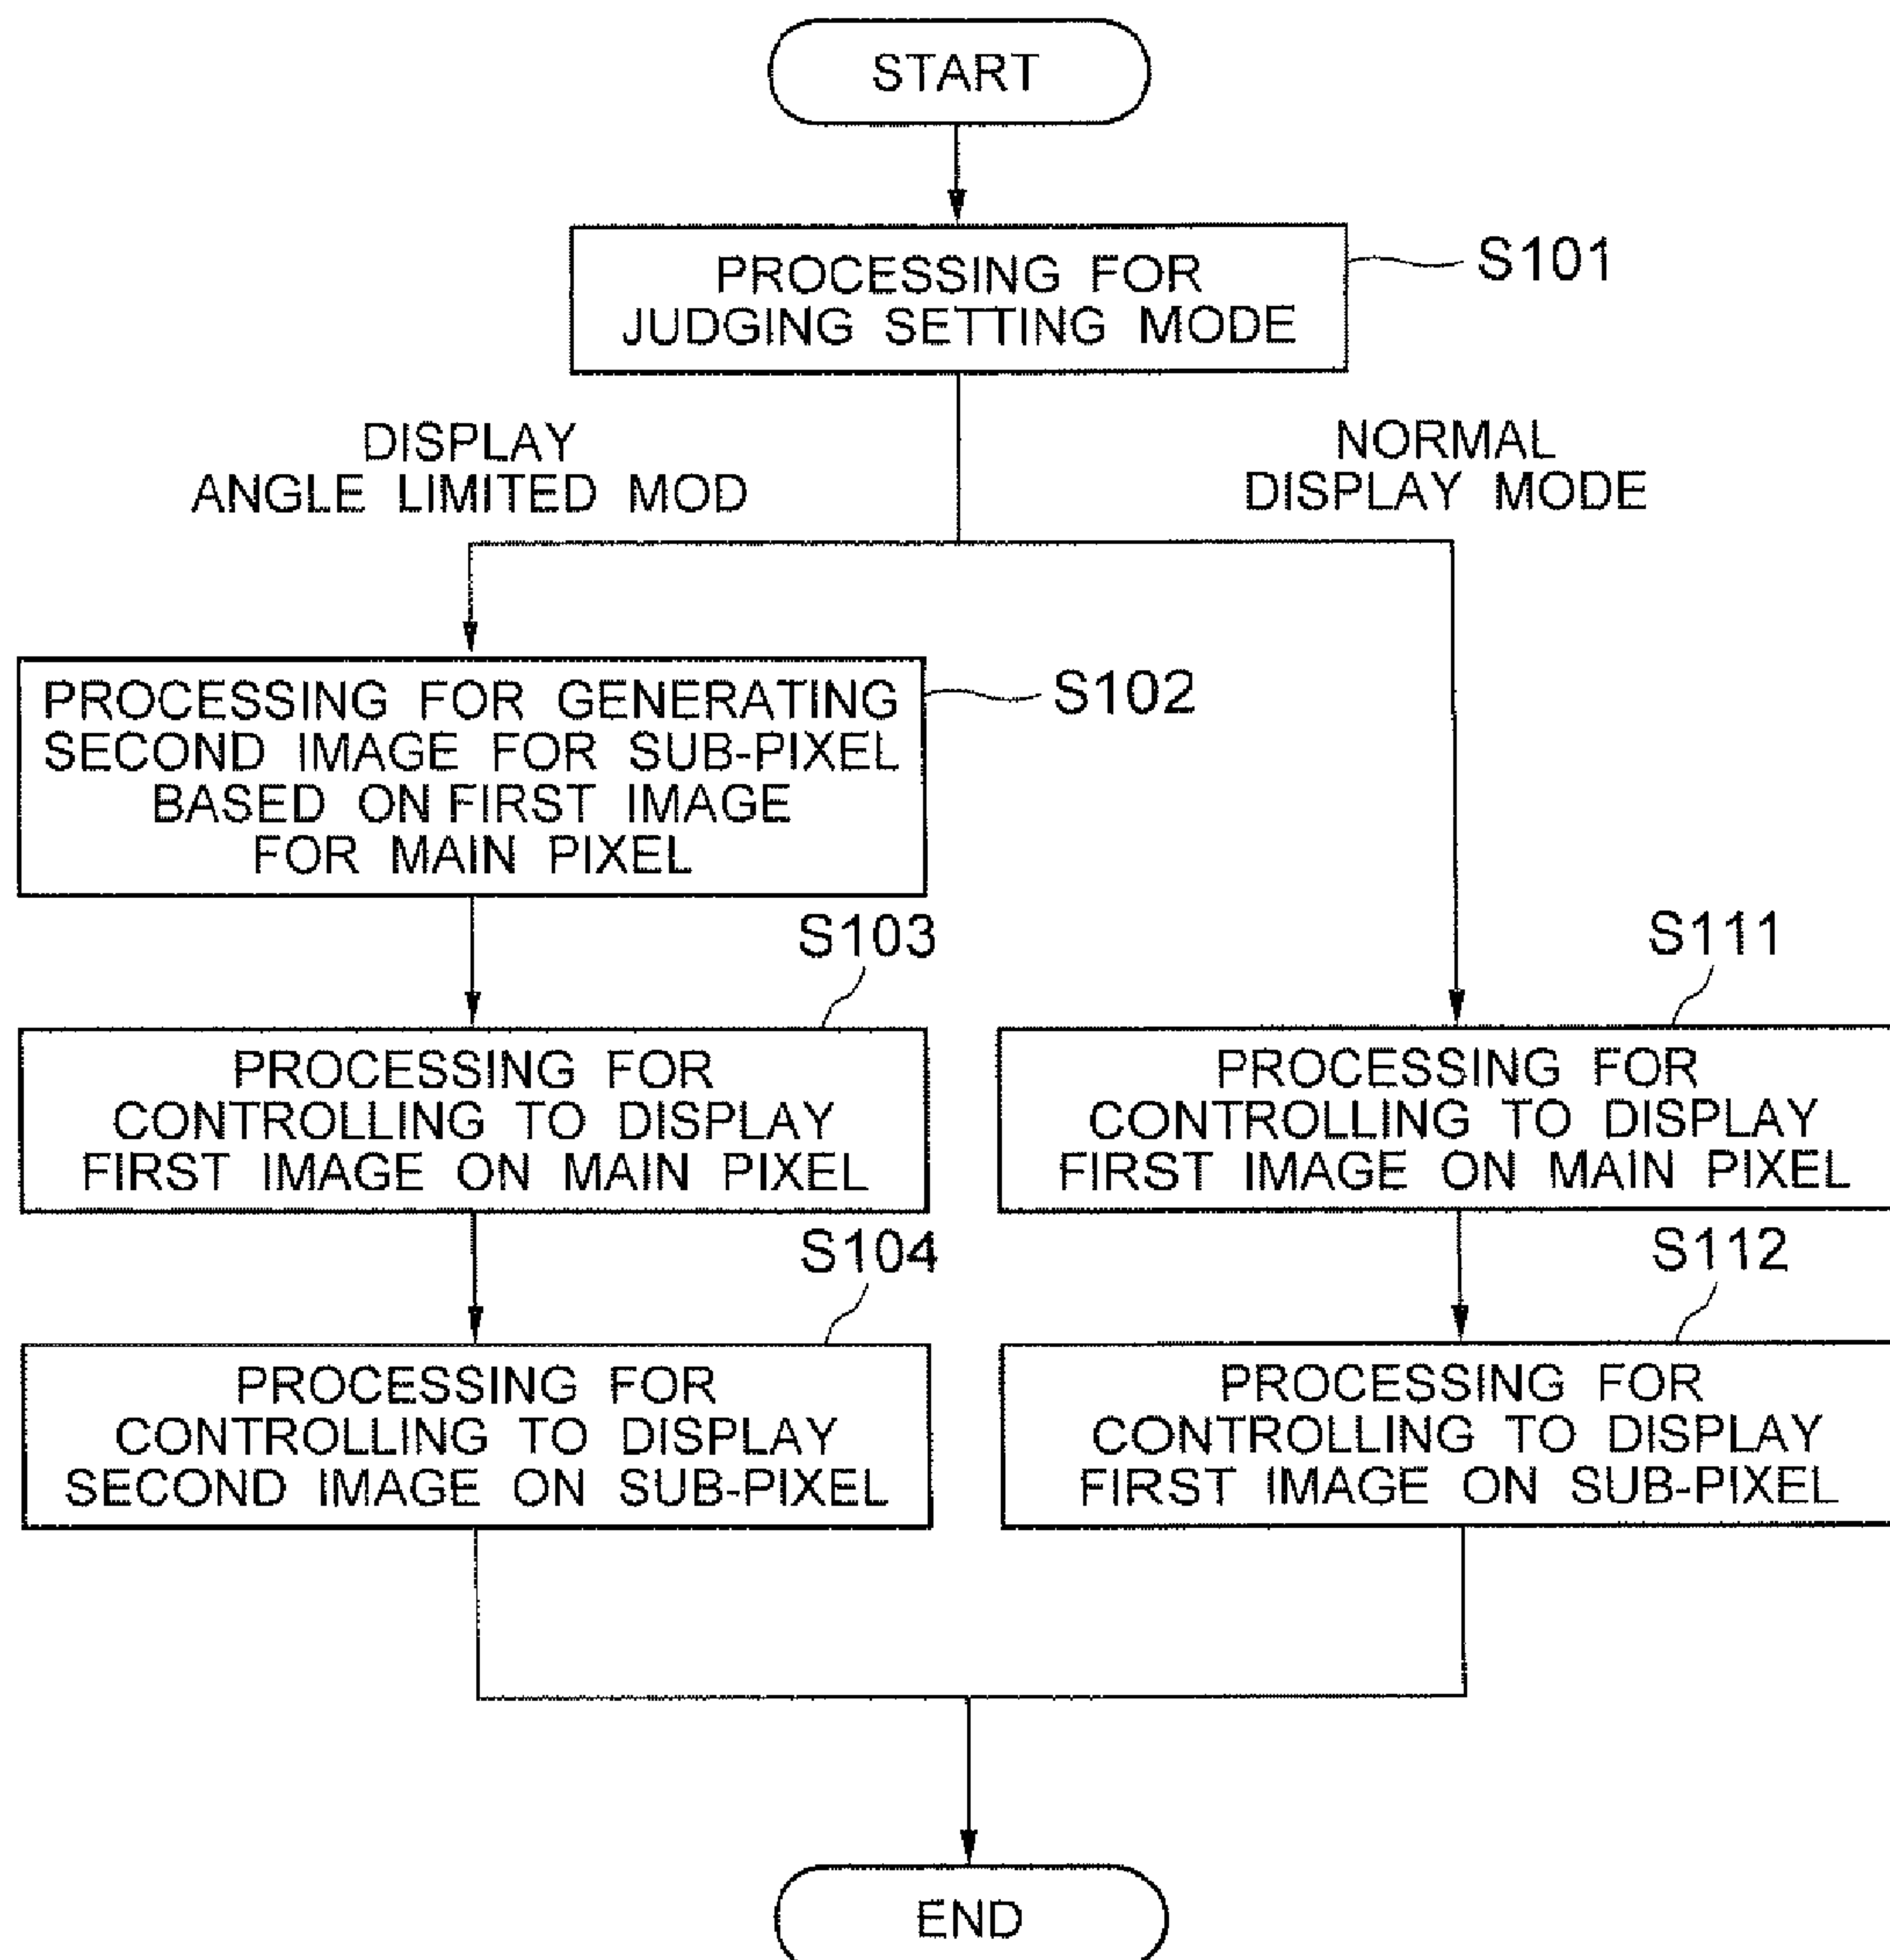 START
PROCESSING FOR
JUDGING SETTING MODE
S101
DISPLAY
ANGLE LIMITED MOD
NORMAL
DISPLAY MODE
PROCESSING FOR GENERATING
SECOND IMAGE FOR SUB-PIXEL
BASED ON FIRST IMAGE
FOR MAIN PIXEL
S102
S103
PROCESSING FOR
CONTROLLING TO DISPLAY
FIRST IMAGE ON MAIN PIXEL
S111
PROCESSING FOR
CONTROLLING TO DISPLAY
FIRST IMAGE ON MAIN PIXEL
S104
PROCESSING FOR
CONTROLLING TO DISPLAY
SECOND IMAGE ON SUB-PIXEL
S112
PROCESSING FOR
CONTROLLING TO DISPLAY
FIRST IMAGE ON SUB-PIXEL
END